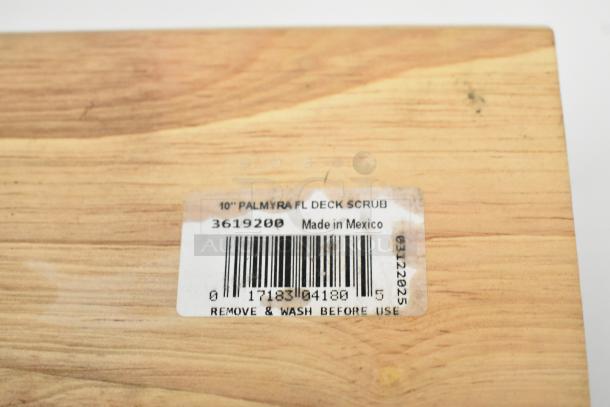 10" PALMYRA FL DECK SCRUB
3619200 Made in Mexico
03122025
0 17183 04180 5
REMOVE & WASH BEFORE USE